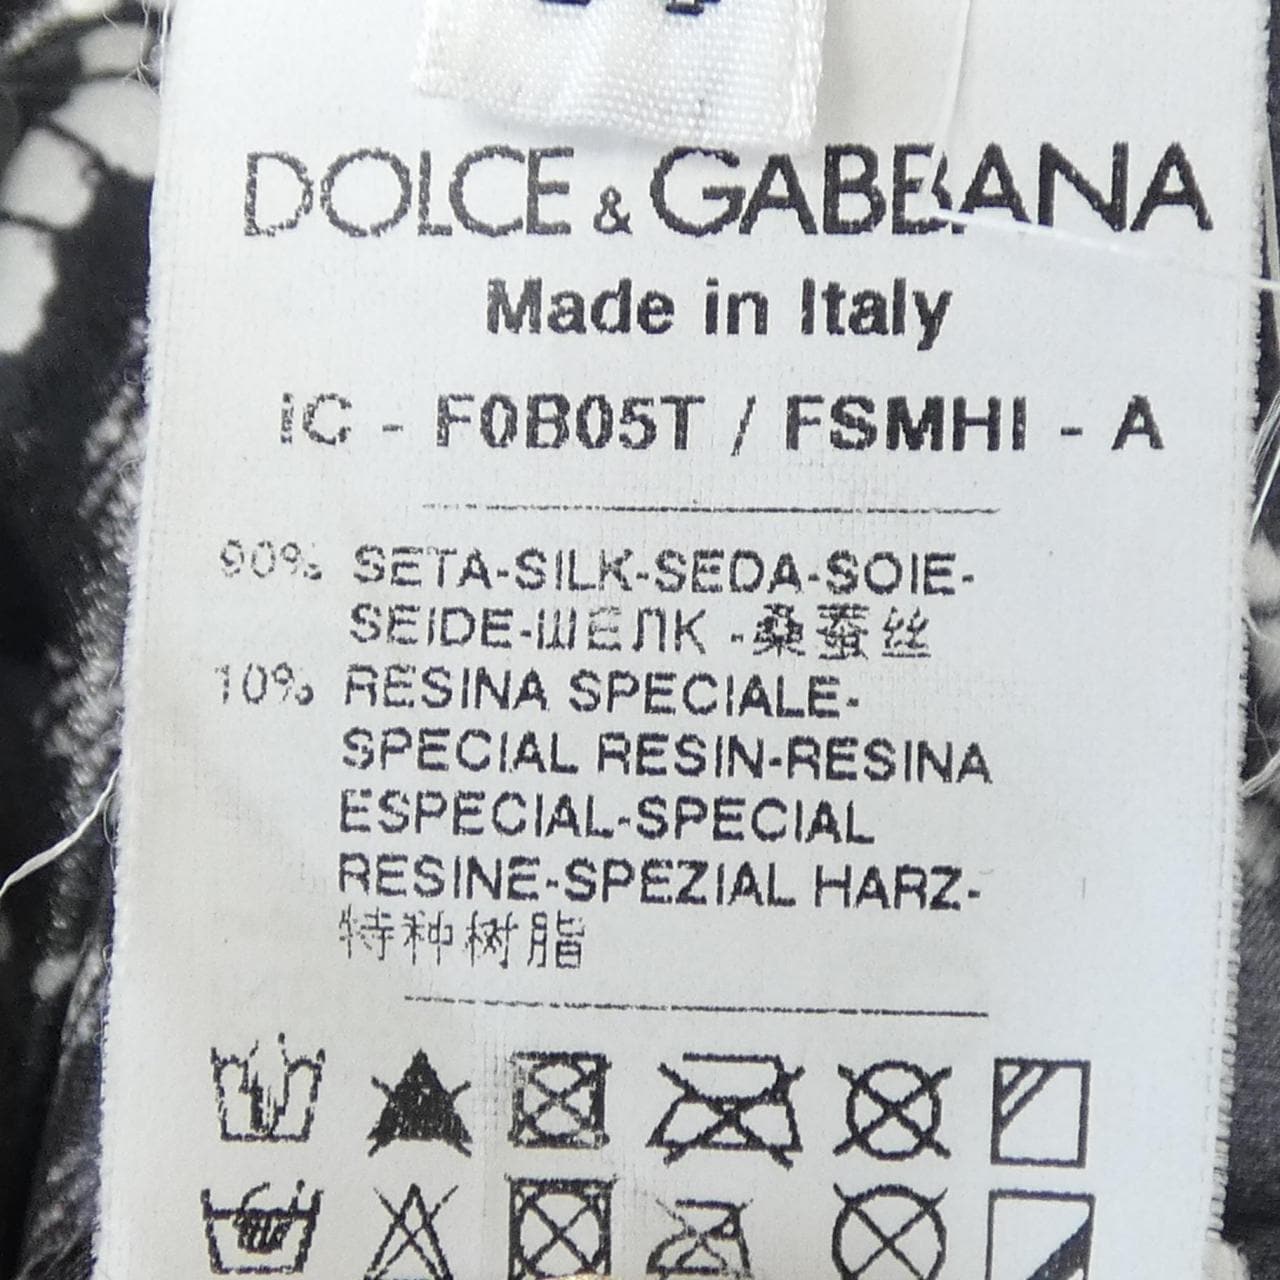 DOLCE & GABBANA
Made in Italy
IC - F0B05T / FSMHI - A
90% SETA-SILK-SEDA-SOIE-
SEIDE-ШЕЛК -桑蚕丝
10% RESINA SPECIALE-
SPECIAL RESIN-RESINA
ESPECIAL-SPECIAL
RESINE-SPEZIAL HARZ-
特种树脂